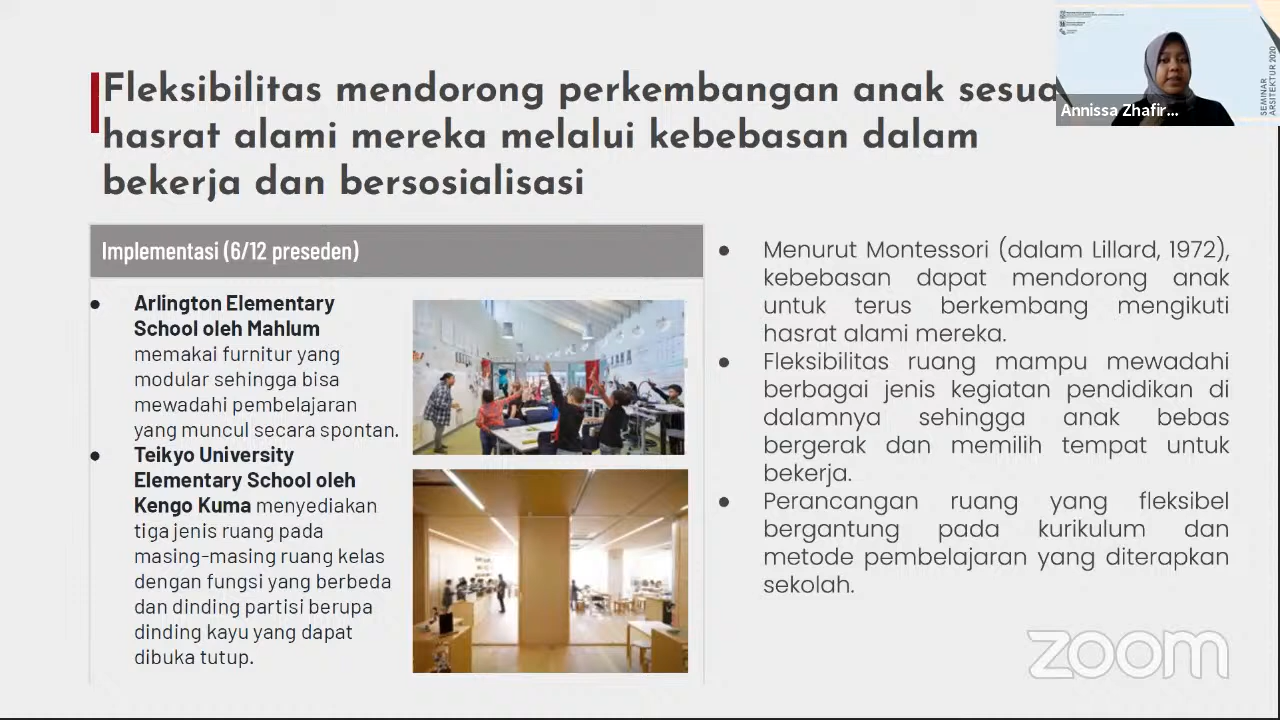 Fleksibilitas mendorong perkembangan anak sesua
hasrat alami mereka melalui kebebasan dalam
bekerja dan bersosialisasi
Annissa Zhafir...
SEMINAR
ARSITEKTUR 2020
Implementasi (6/12 preseden)
● Arlington Elementary
School oleh Mahlum
memakai furnitur yang
modular sehingga bisa
mewadahi pembelajaran
yang muncul secara spontan.
● Teikyo University
Elementary School oleh
Kengo Kuma menyediakan
tiga jenis ruang pada
masing-masing ruang kelas
dengan fungsi yang berbeda
dan dinding partisi berupa
dinding kayu yang dapat
dibuka tutup.
● Menurut Montessori (dalam Lillard, 1972),
kebebasan dapat mendorong anak
untuk terus berkembang mengikuti
hasrat alami mereka.
● Fleksibilitas ruang mampu mewadahi
berbagai jenis kegiatan pendidikan di
dalamnya sehingga anak bebas
bergerak dan memilih tempat untuk
bekerja.
● Perancangan ruang yang fleksibel
bergantung pada kurikulum dan
metode pembelajaran yang diterapkan
sekolah.
zoom